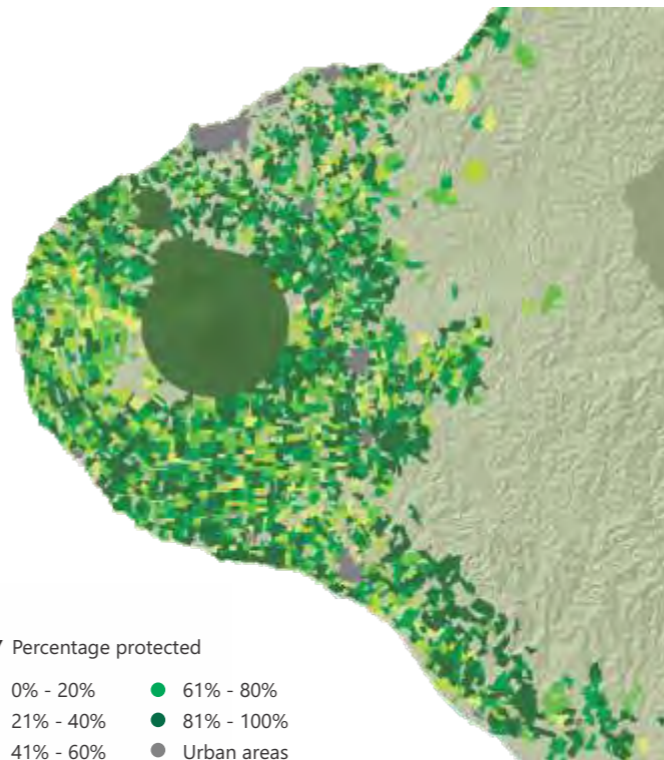 Percentage protected
0% - 20%
61% - 80%
21% - 40%
81% - 100%
41% - 60%
Urban areas